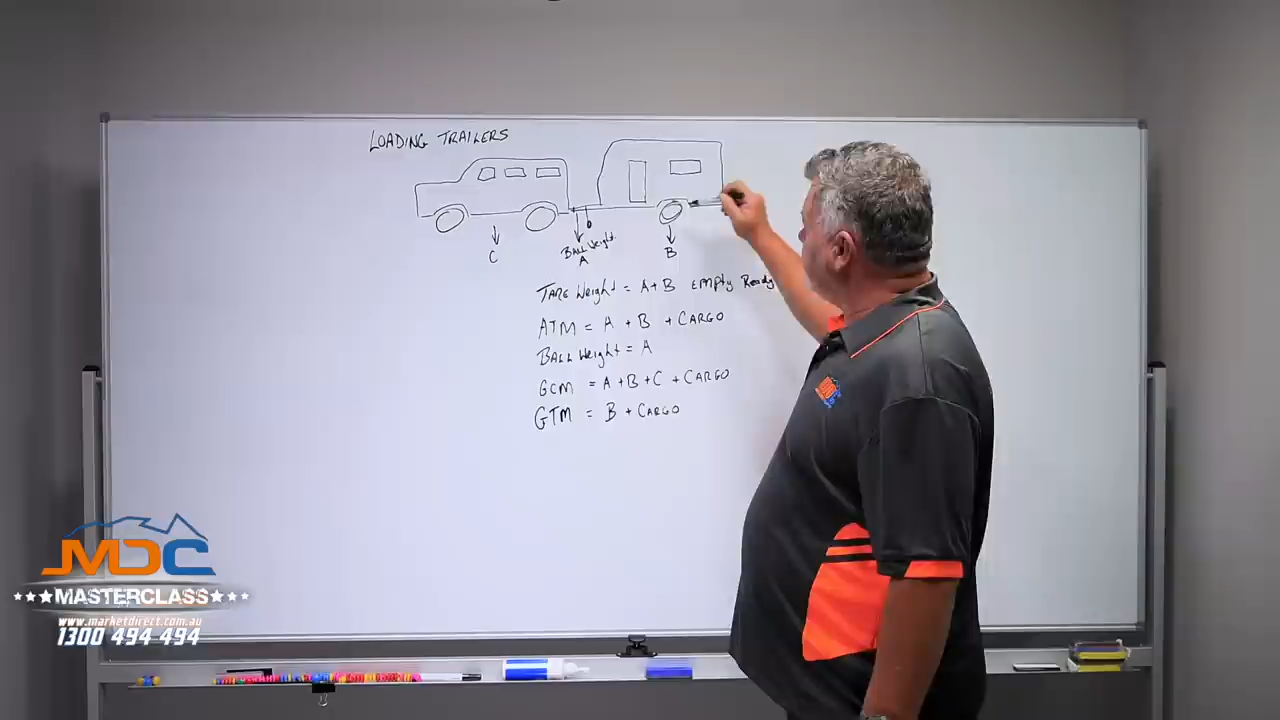 LOADING TRAILERS
C
BALL Weight
A
B
TARE Weight = A+B EMPTY Ready
ATM = A + B + CARGO
BALL Weight = A
GCM = A+B+C + CARGO
GTM = B + CARGO
MDC
MASTERCLASS
www.marketdirect.com.au
1300 494 494